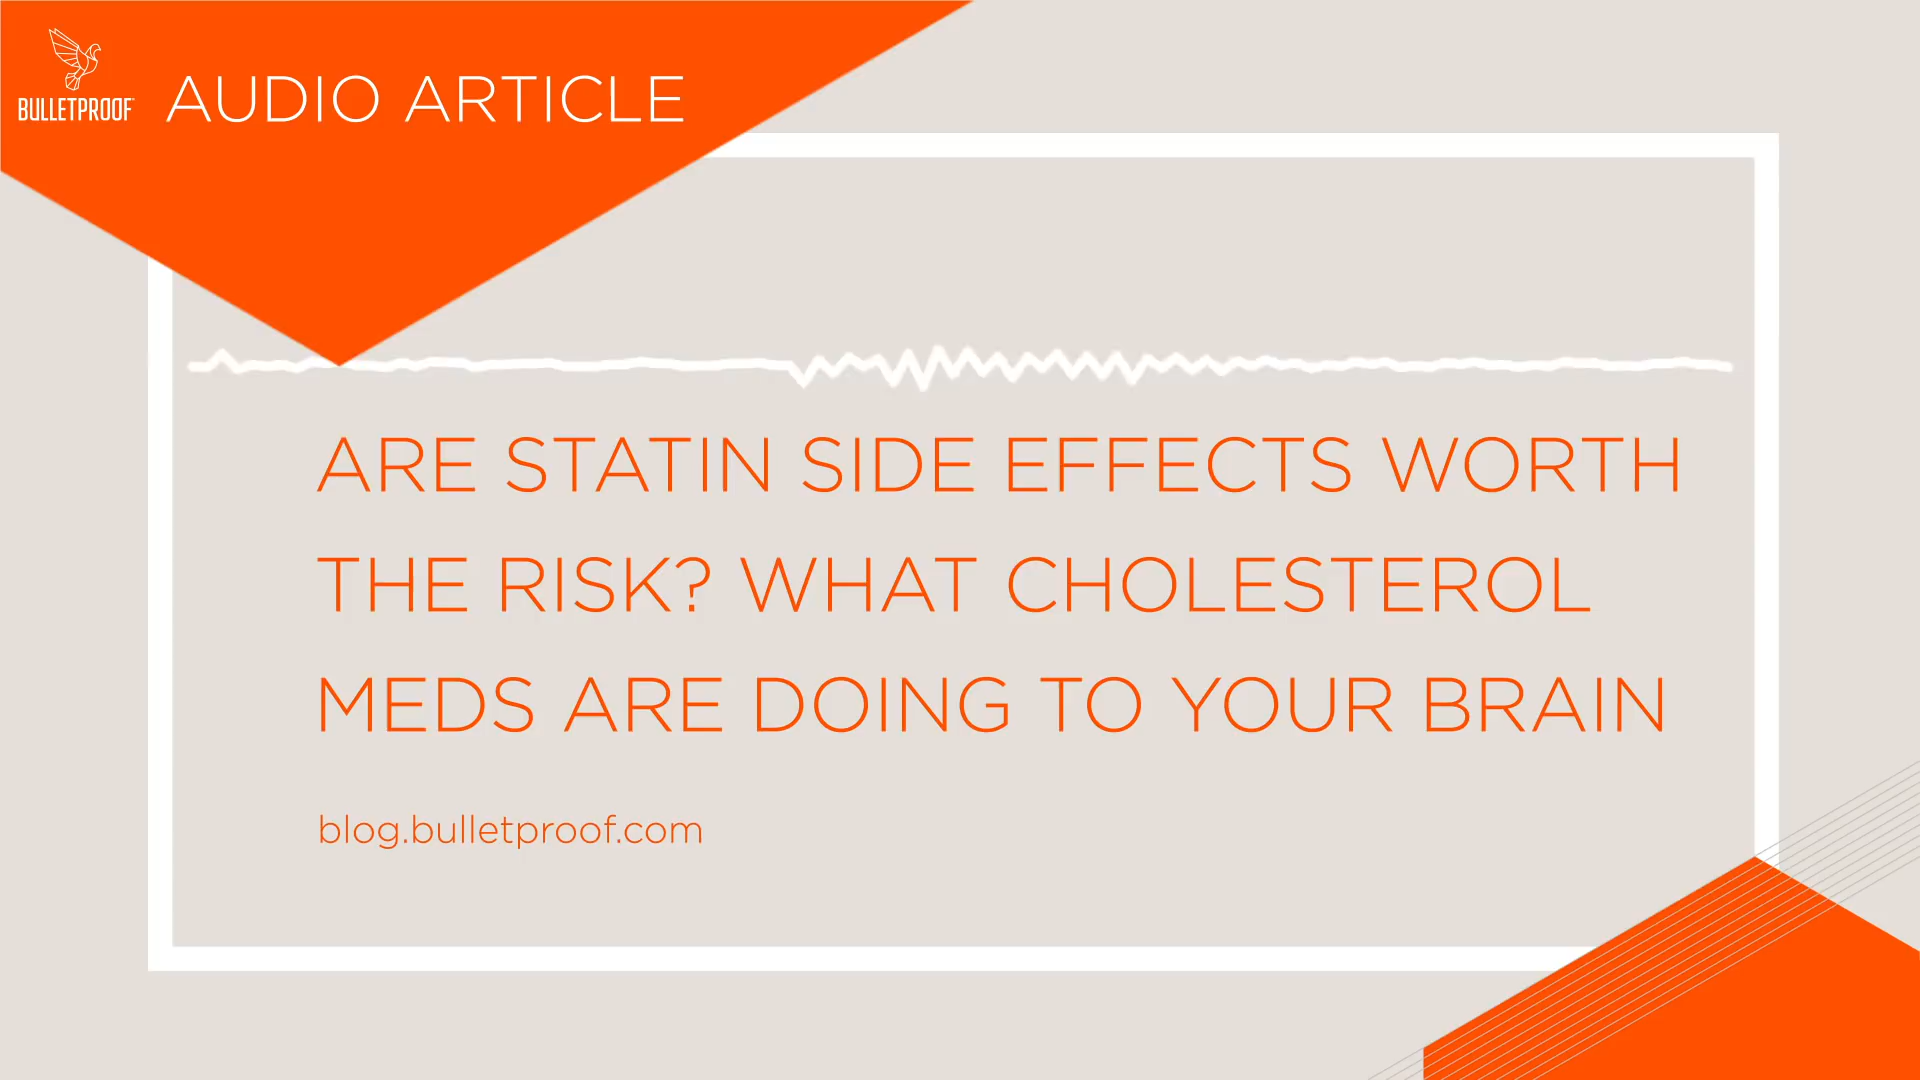 BULLETPROOF
AUDIO ARTICLE
ARE STATIN SIDE EFFECTS WORTH
THE RISK? WHAT CHOLESTEROL
MEDS ARE DOING TO YOUR BRAIN
blog.bulletproof.com